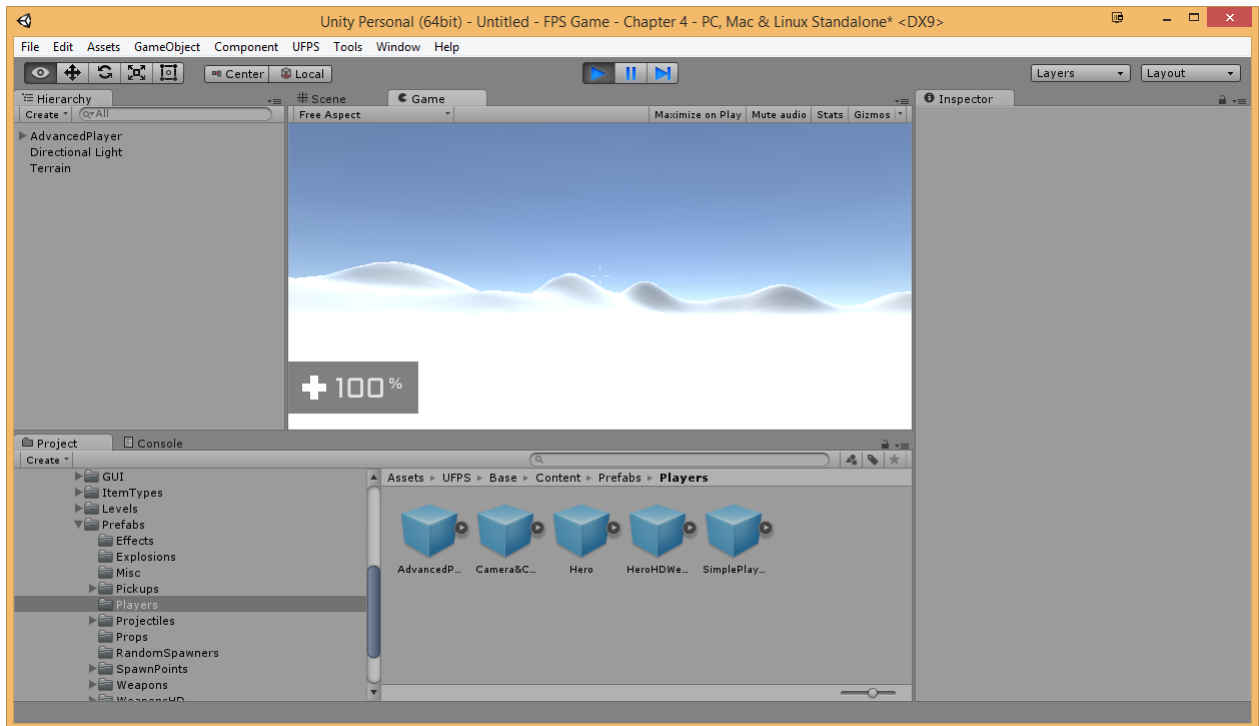 Unity Personal (64bit) - Untitled - FPS Game - Chapter 4 - PC, Mac & Linux Standalone* <DX9>
File Edit Assets GameObject Component UFPS Tools Window Help
Center Local Layers Layout
Hierarchy
Create All
AdvancedPlayer
Directional Light
Terrain
Scene Game
Free Aspect Maximize on Play Mute audio Stats Gizmos
100%
Inspector
Project Console
Create
GUI
ItemTypes
Levels
Prefabs
Effects
Explosions
Misc
Pickups
Players
Projectiles
Props
RandomSpawners
SpawnPoints
Weapons
WeaponsHD
Assets UFPS Base Content Prefabs Players
AdvancedP... Camera&C... Hero HeroHDWe... SimplePlay...